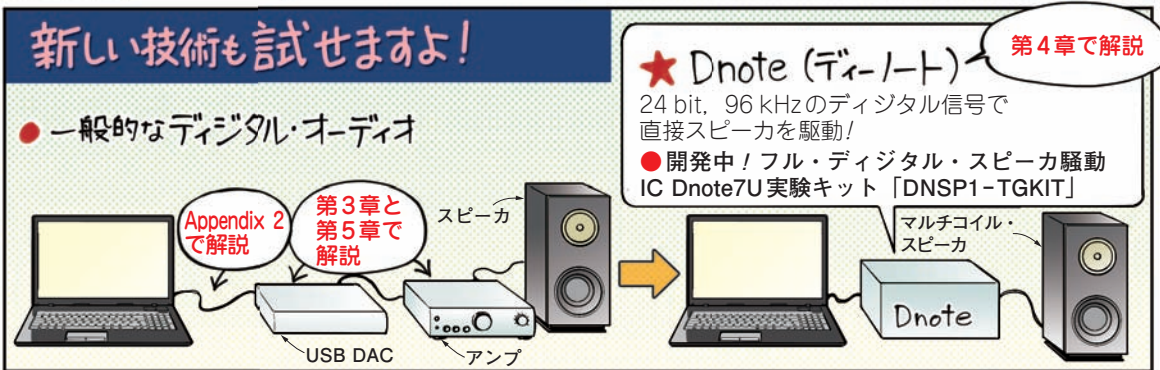 新しい技術も試せますよ!
● 一般的なディジタル・オーディオ
Appendix 2
で解説
第3章と
第5章で
解説
スピーカ
USB DAC
アンプ
★ Dnote (ディーノート)
第4章で解説
24 bit, 96 kHzのディジタル信号で
直接スピーカを駆動!
●開発中!フル・ディジタル・スピーカ騒動
IC Dnote7U実験キット「DNSP1-TGKIT」
マルチコイル・
スピーカ
Dnote